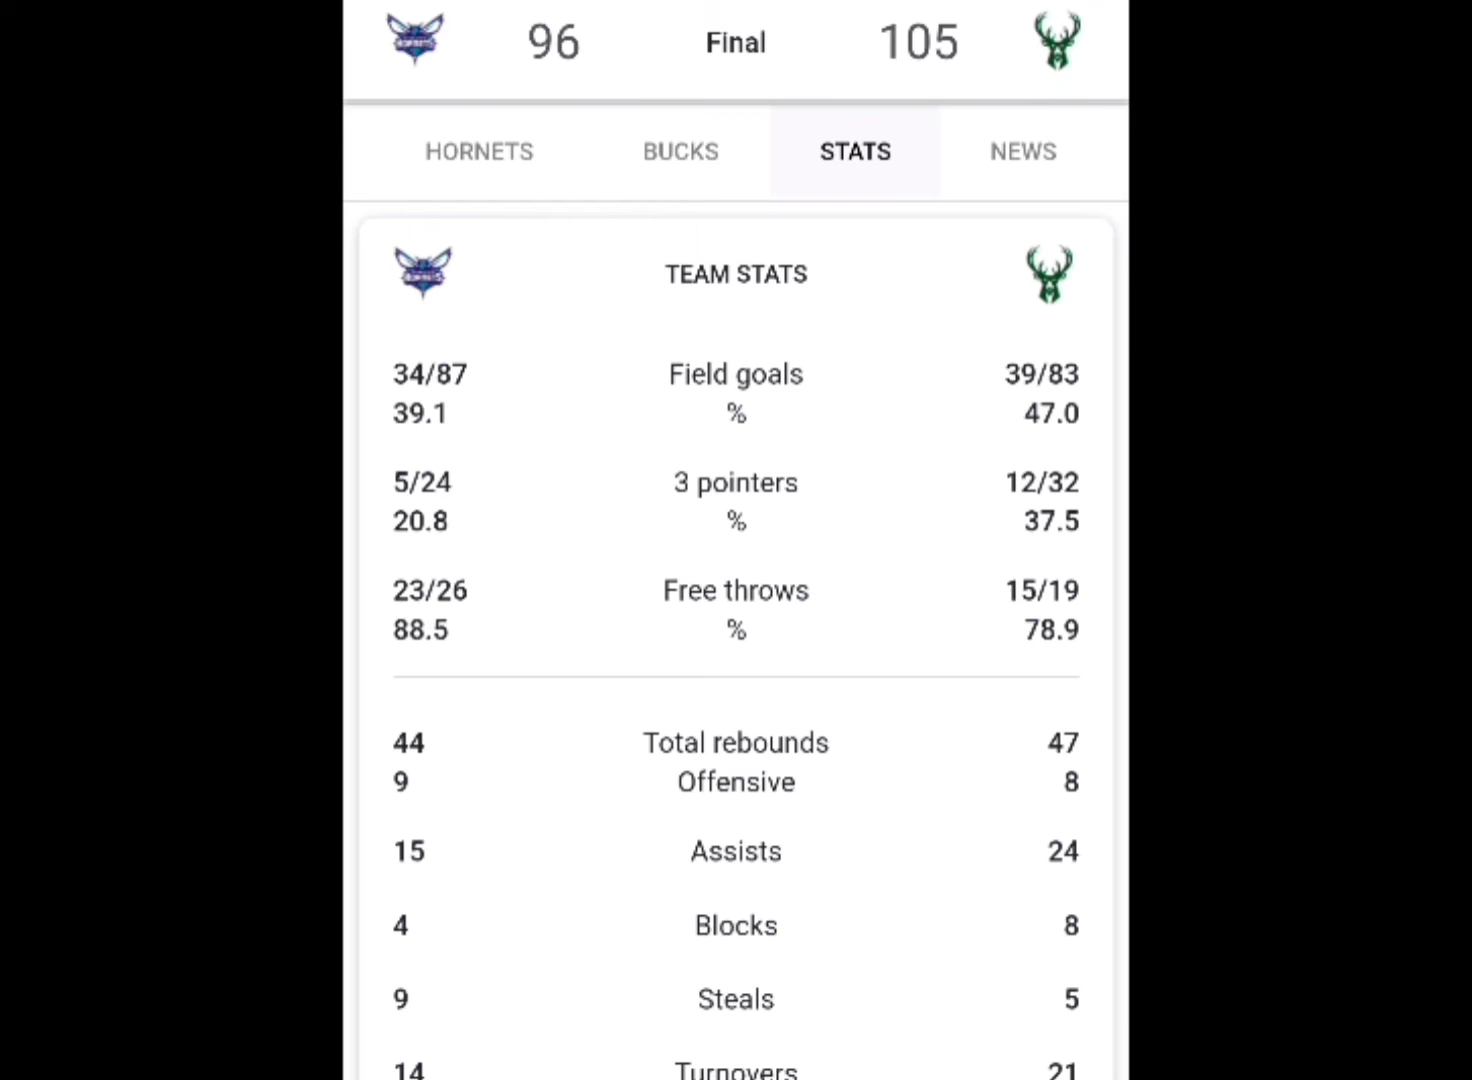 96 Final 105
HORNETS BUCKS STATS NEWS
TEAM STATS
34/87 Field goals 39/83
39.1 % 47.0
5/24 3 pointers 12/32
20.8 % 37.5
23/26 Free throws 15/19
88.5 % 78.9
44 Total rebounds 47
9 Offensive 8
15 Assists 24
4 Blocks 8
9 Steals 5
14 Turnovers 21